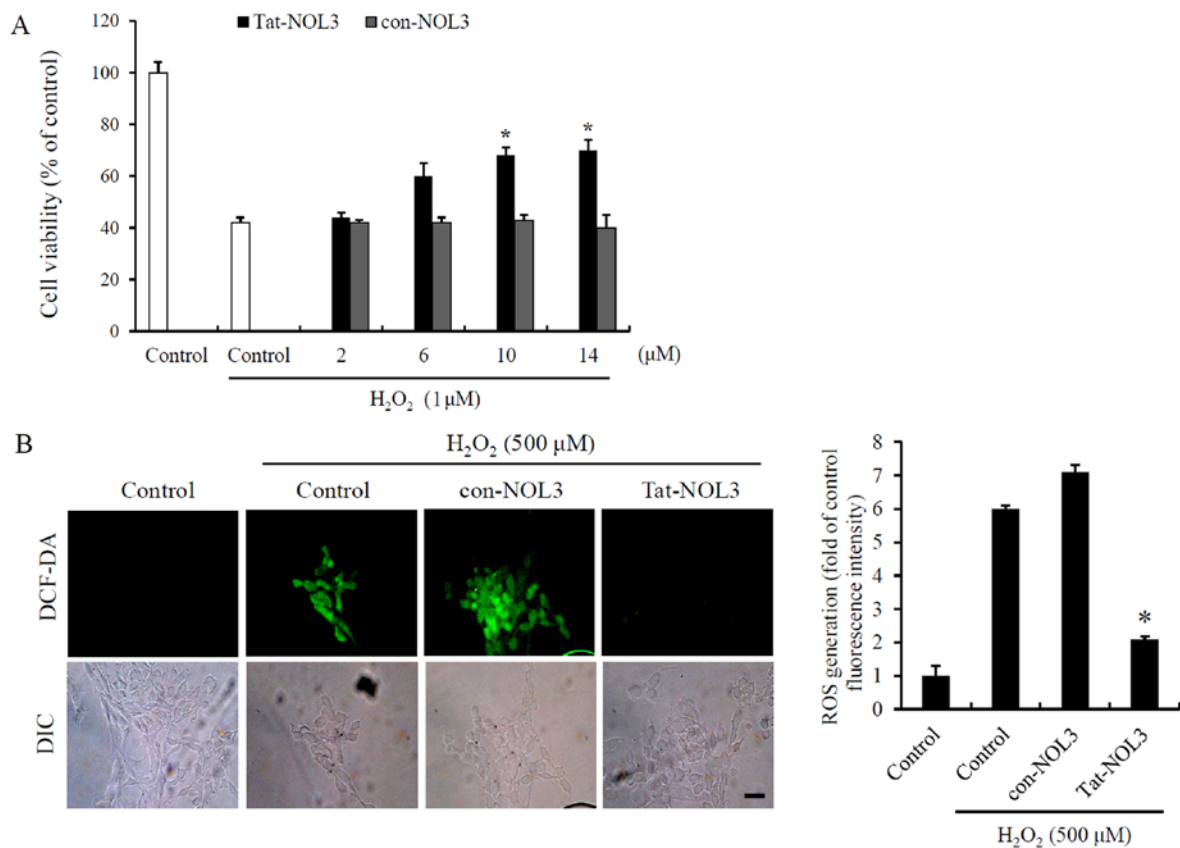 A
Tat-NOL3 con-NOL3
Cell viability (% of control)
120
100
80
60
40
20
0
* *
Control Control 2 6 10 14 (μM)
H₂O₂ (1μM)
B
H₂O₂ (500 μM)
Control Control con-NOL3 Tat-NOL3
DCF-DA
DIC
ROS generation (fold of control
fluorescence intensity)
8
7
6
5
4
3
2
1
0
*
Control Control con-NOL3 Tat-NOL3
H₂O₂ (500 μM)